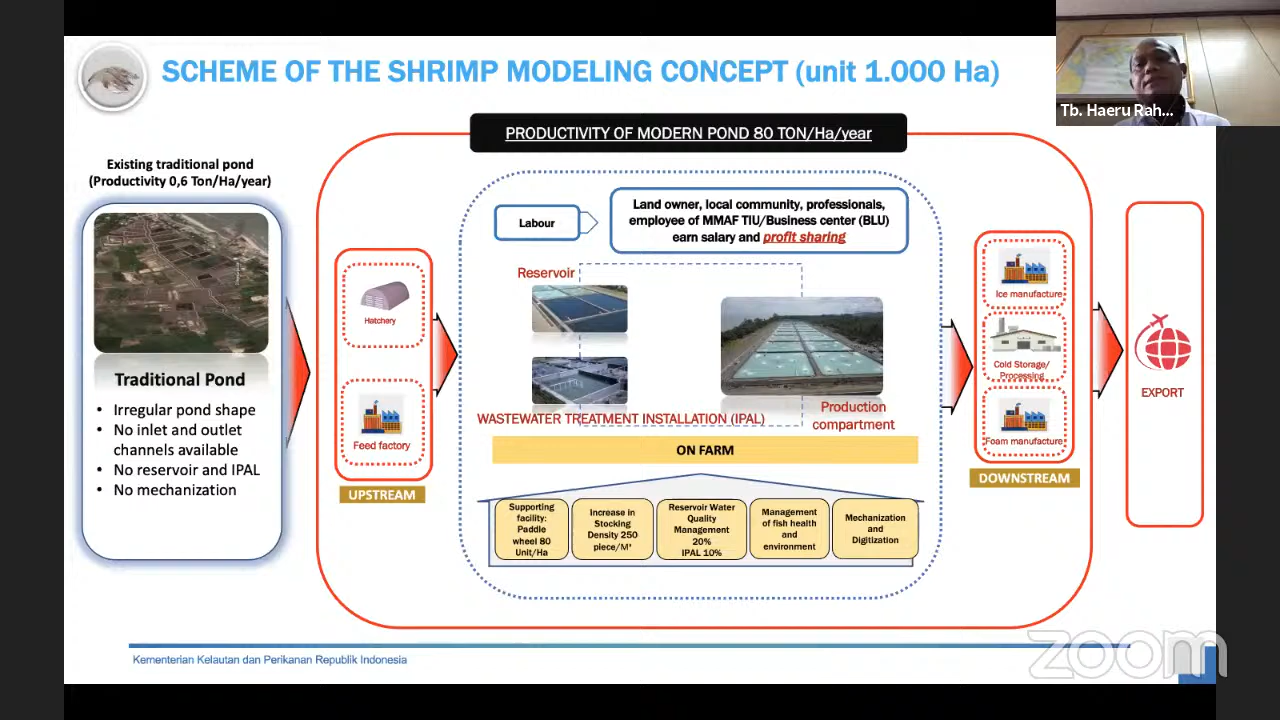 SCHEME OF THE SHRIMP MODELING CONCEPT (unit 1.000 Ha)
Tb. Haeru Rah...
PRODUCTIVITY OF MODERN POND 80 TON/Ha/year
Existing traditional pond
(Productivity 0,6 Ton/Ha/year)
Traditional Pond
• Irregular pond shape
• No inlet and outlet
channels available
• No reservoir and IPAL
• No mechanization
Hatchery
Feed factory
UPSTREAM
Labour
Land owner, local community, professionals,
employee of MMAF TIU/Business center (BLU)
earn salary and profit sharing
Reservoir
WASTEWATER TREATMENT INSTALLATION (IPAL)
Production
compartment
ON FARM
Supporting
facility:
Paddle
wheel 80
Unit/Ha
Increase in
Stocking
Density 250
piece/M²
Reservoir Water
Quality
Management
20%
IPAL 10%
Management
of fish health
and
environment
Mechanization
and
Digitization
Ice manufacture
Cold Storage/
Processing
Foam manufacture
DOWNSTREAM
EXPORT
Kementerian Kelautan dan Perikanan Republik Indonesia
zoom